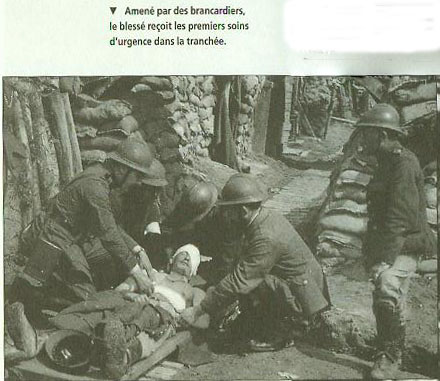 ▼ Amené par des brancardiers,
le blessé reçoit les premiers soins
d'urgence dans la tranchée.